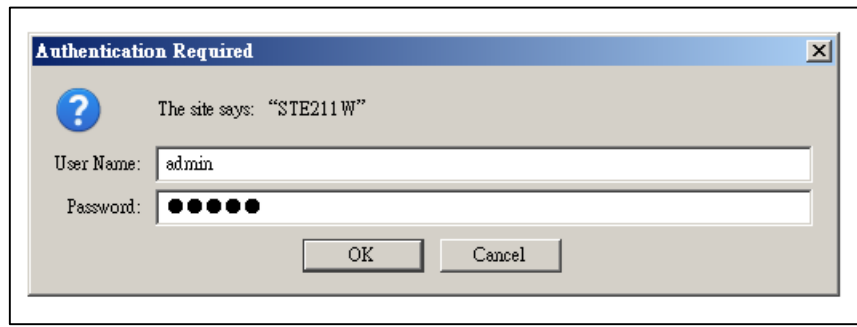 Authentication Required
The site says: “STE211W”
User Name: admin
Password: ●●●●●
OK Cancel